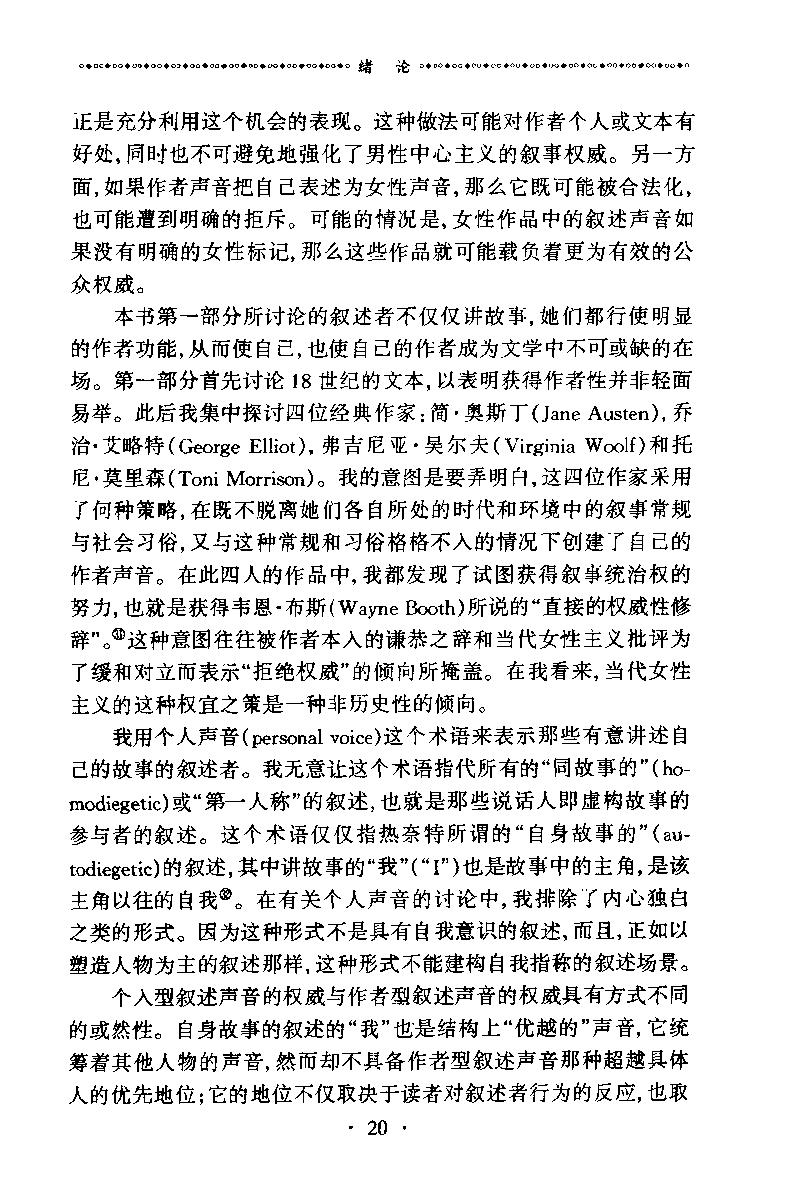 绪 论
正是充分利用这个机会的表现。这种做法可能对作者个人或文本有
好处,同时也不可避免地强化了男性中心主义的叙事权威。另一方
面,如果作者声音把自己表述为女性声音,那么它既可能被合法化,
也可能遭到明确的拒斥。可能的情况是,女性作品中的叙述声音如
果没有明确的女性标记,那么这些作品就可能载负着更为有效的公
众权威。
本书第一部分所讨论的叙述者不仅仅讲故事,她们都行使明显
的作者功能,从而使自己,也使自己的作者成为文学中不可或缺的在
场。第一部分首先讨论 18 世纪的文本,以表明获得作者性并非轻而
易举。此后我集中探讨四位经典作家:简·奥斯丁(Jane Austen),乔
治·艾略特(George Elliot),弗吉尼亚·吴尔夫(Virginia Woolf)和托
尼·莫里森(Toni Morrison)。我的意图是要弄明白,这四位作家采用
了何种策略,在既不脱离她们各自所处的时代和环境中的叙事常规
与社会习俗,又与这种常规和习俗格格不入的情况下创建了自己的
作者声音。在此四人的作品中,我都发现了试图获得叙事统治权的
努力,也就是获得韦恩·布斯(Wayne Booth)所说的“直接的权威性修
辞”。㉛这种意图往往被作者本人的谦恭之辞和当代女性主义批评为
了缓和对立而表示“拒绝权威”的倾向所掩盖。在我看来,当代女性
主义的这种权宜之策是一种非历史性的倾向。
我用个人声音(personal voice)这个术语来表示那些有意讲述自
己的故事的叙述者。我无意让这个术语指代所有的“同故事的”(ho-
modiegetic)或“第一人称”的叙述,也就是那些说话人即虚构故事的
参与者的叙述。这个术语仅仅指热奈特所谓的“自身故事的”(au-
todiegetic)的叙述,其中讲故事的“我”(“I”)也是故事中的主角,是该
主角以往的自我㉜。在有关个人声音的讨论中,我排除了内心独白
之类的形式。因为这种形式不是具有自我意识的叙述,而且,正如以
塑造人物为主的叙述那样,这种形式不能建构自我指称的叙述场景。
个人型叙述声音的权威与作者型叙述声音的权威具有方式不同
的或然性。自身故事的叙述的“我”也是结构上“优越的”声音,它统
筹着其他人物的声音,然而却不具备作者型叙述声音那种超越具体
人的优先地位;它的地位不仅取决于读者对叙述者行为的反应,也取
· 20 ·